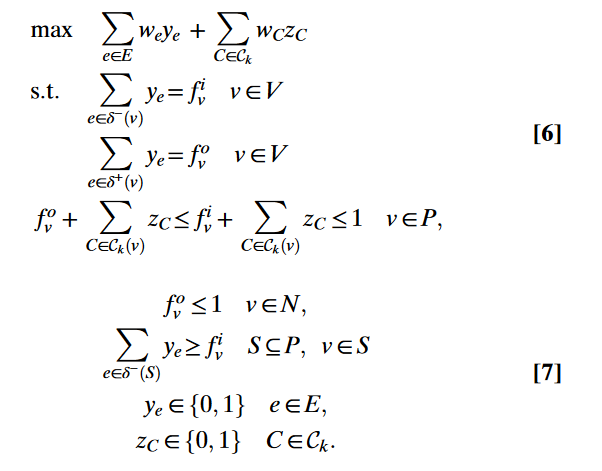 max ∑_{e∈E} w_e y_e + ∑_{C∈𝒞_k} w_C z_C
s.t. ∑_{e∈δ⁻(v)} y_e = f_v^i v∈V
[6]
∑_{e∈δ⁺(v)} y_e = f_v^o v∈V
f_v^o + ∑_{C∈𝒞_k(v)} z_C ≤ f_v^i + ∑_{C∈𝒞_k(v)} z_C ≤ 1 v∈P,
f_v^o ≤ 1 v∈N,
∑_{e∈δ⁻(S)} y_e ≥ f_v^i S⊆P, v∈S
[7]
y_e ∈ {0, 1} e∈E,
z_C ∈ {0, 1} C∈𝒞_k.